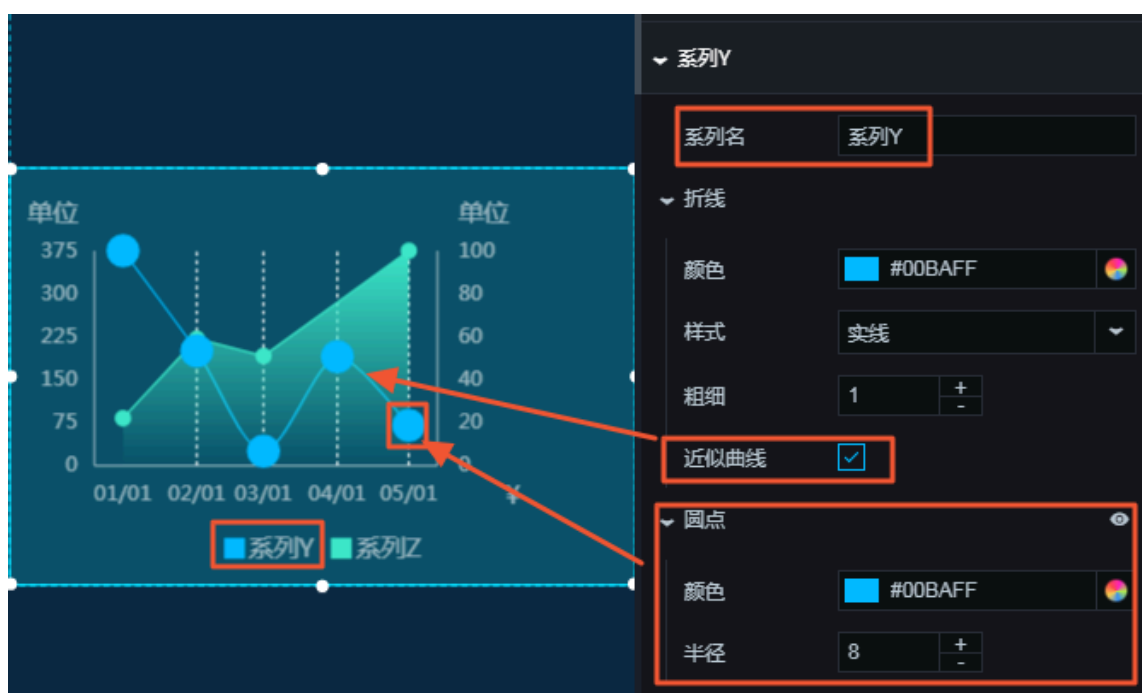 单位
单位
375
300
225
150
75
0
100
80
60
40
20
0
01/01 02/01 03/01 04/01 05/01 ¥
系列Y 系列Z
系列Y
系列名 系列Y
折线
颜色 #00BAFF
样式 实线
粗细 1 + -
近似曲线
圆点
颜色 #00BAFF
半径 8 + -